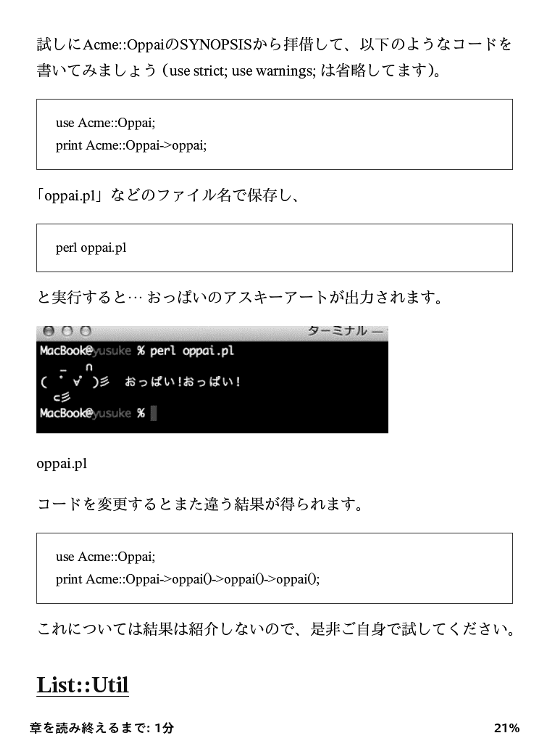 試しにAcme::OppaiのSYNOPSISから拝借して、以下のようなコードを
書いてみましょう（use strict; use warnings; は省略してます）。
use Acme::Oppai;
print Acme::Oppai->oppai;
「oppai.pl」などのファイル名で保存し、
perl oppai.pl
と実行すると… おっぱいのアスキーアートが出力されます。
ターミナル —
MacBook@yusuke % perl oppai.pl
 _ ∩
( ゜∀゜)彡 おっぱい!おっぱい!
 ⊂彡
MacBook@yusuke %
oppai.pl
コードを変更するとまた違う結果が得られます。
use Acme::Oppai;
print Acme::Oppai->oppai()->oppai()->oppai();
これについては結果は紹介しないので、是非ご自身で試してください。
List::Util
章を読み終えるまで: 1分
21%